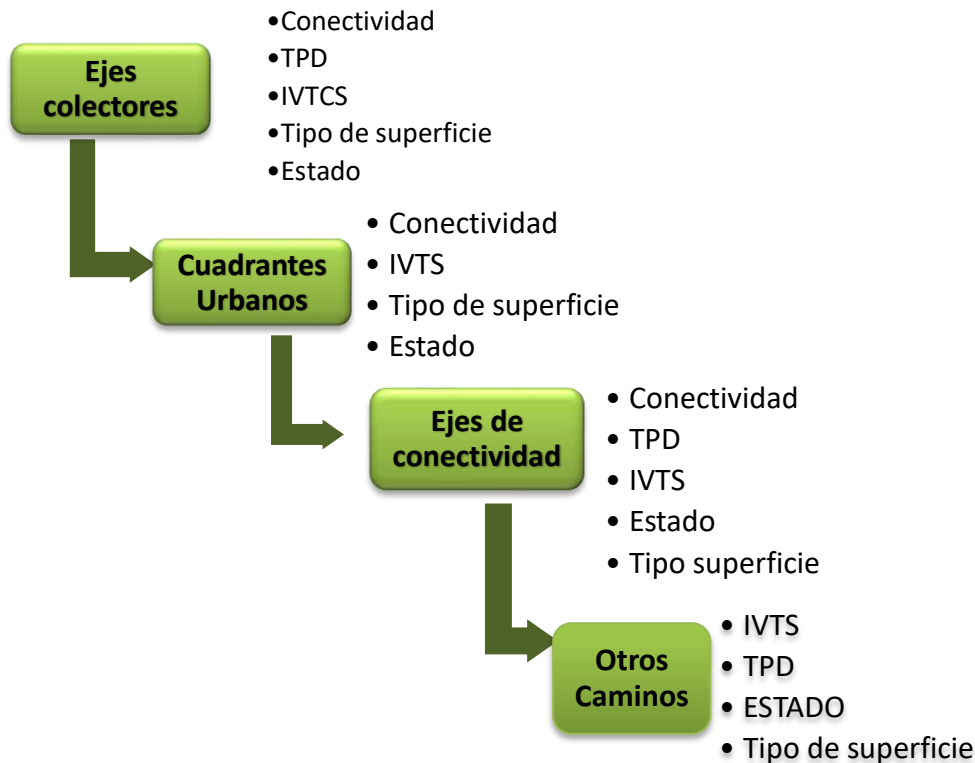 Ejes
colectores
•Conectividad
•TPD
•IVTCS
•Tipo de superficie
•Estado
Cuadrantes
Urbanos
• Conectividad
• IVTS
• Tipo de superficie
• Estado
Ejes de
conectividad
• Conectividad
• TPD
• IVTS
• Estado
• Tipo superficie
Otros
Caminos
• IVTS
• TPD
• ESTADO
• Tipo de superficie